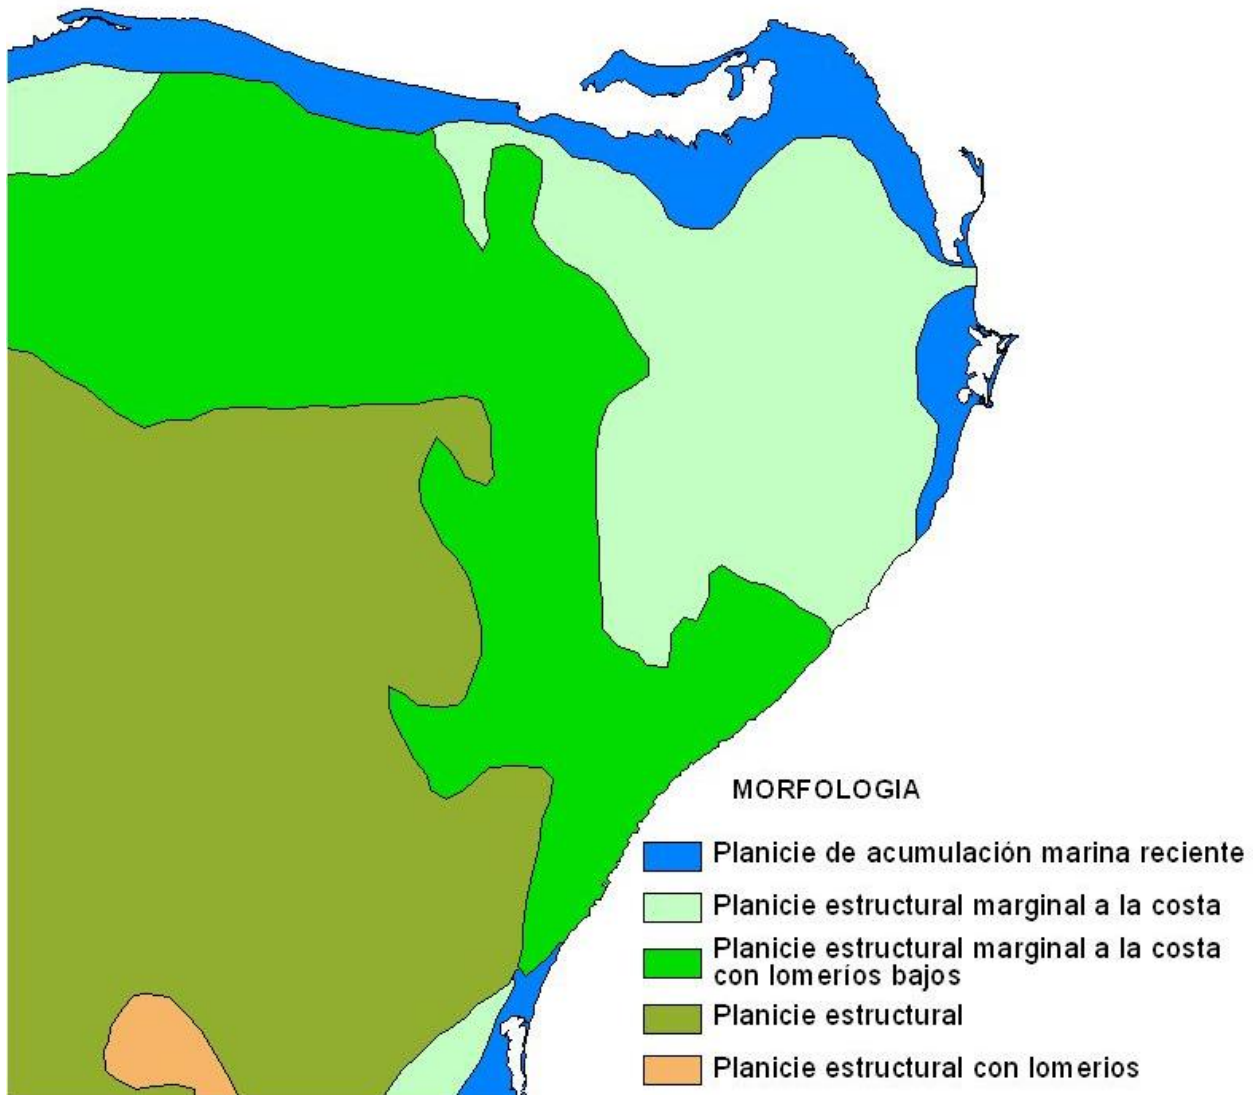 MORFOLOGIA
Planicie de acumulación marina reciente
Planicie estructural marginal a la costa
Planicie estructural marginal a la costa
con lomeríos bajos
Planicie estructural
Planicie estructural con lomerios